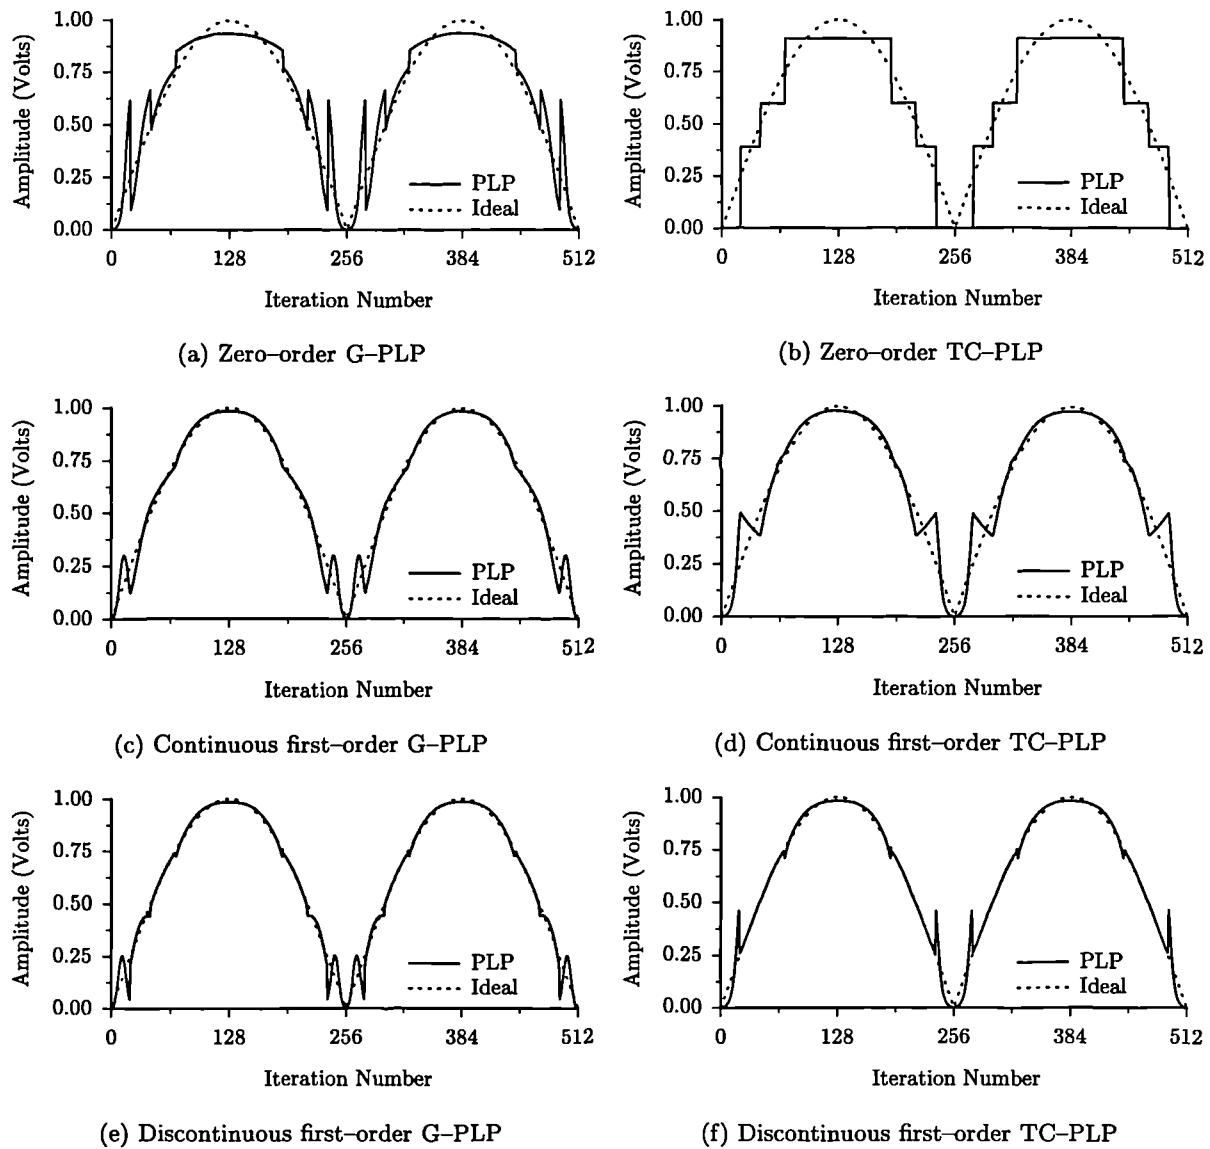 Amplitude (Volts)
1.00
0.75
0.50
0.25
0.00
PLP
Ideal
0 128 256 384 512
Iteration Number
(a) Zero–order G–PLP
Amplitude (Volts)
1.00
0.75
0.50
0.25
0.00
PLP
Ideal
0 128 256 384 512
Iteration Number
(b) Zero–order TC–PLP
Amplitude (Volts)
1.00
0.75
0.50
0.25
0.00
PLP
Ideal
0 128 256 384 512
Iteration Number
(c) Continuous first–order G–PLP
Amplitude (Volts)
1.00
0.75
0.50
0.25
0.00
PLP
Ideal
0 128 256 384 512
Iteration Number
(d) Continuous first–order TC–PLP
Amplitude (Volts)
1.00
0.75
0.50
0.25
0.00
PLP
Ideal
0 128 256 384 512
Iteration Number
(e) Discontinuous first–order G–PLP
Amplitude (Volts)
1.00
0.75
0.50
0.25
0.00
PLP
Ideal
0 128 256 384 512
Iteration Number
(f) Discontinuous first–order TC–PLP